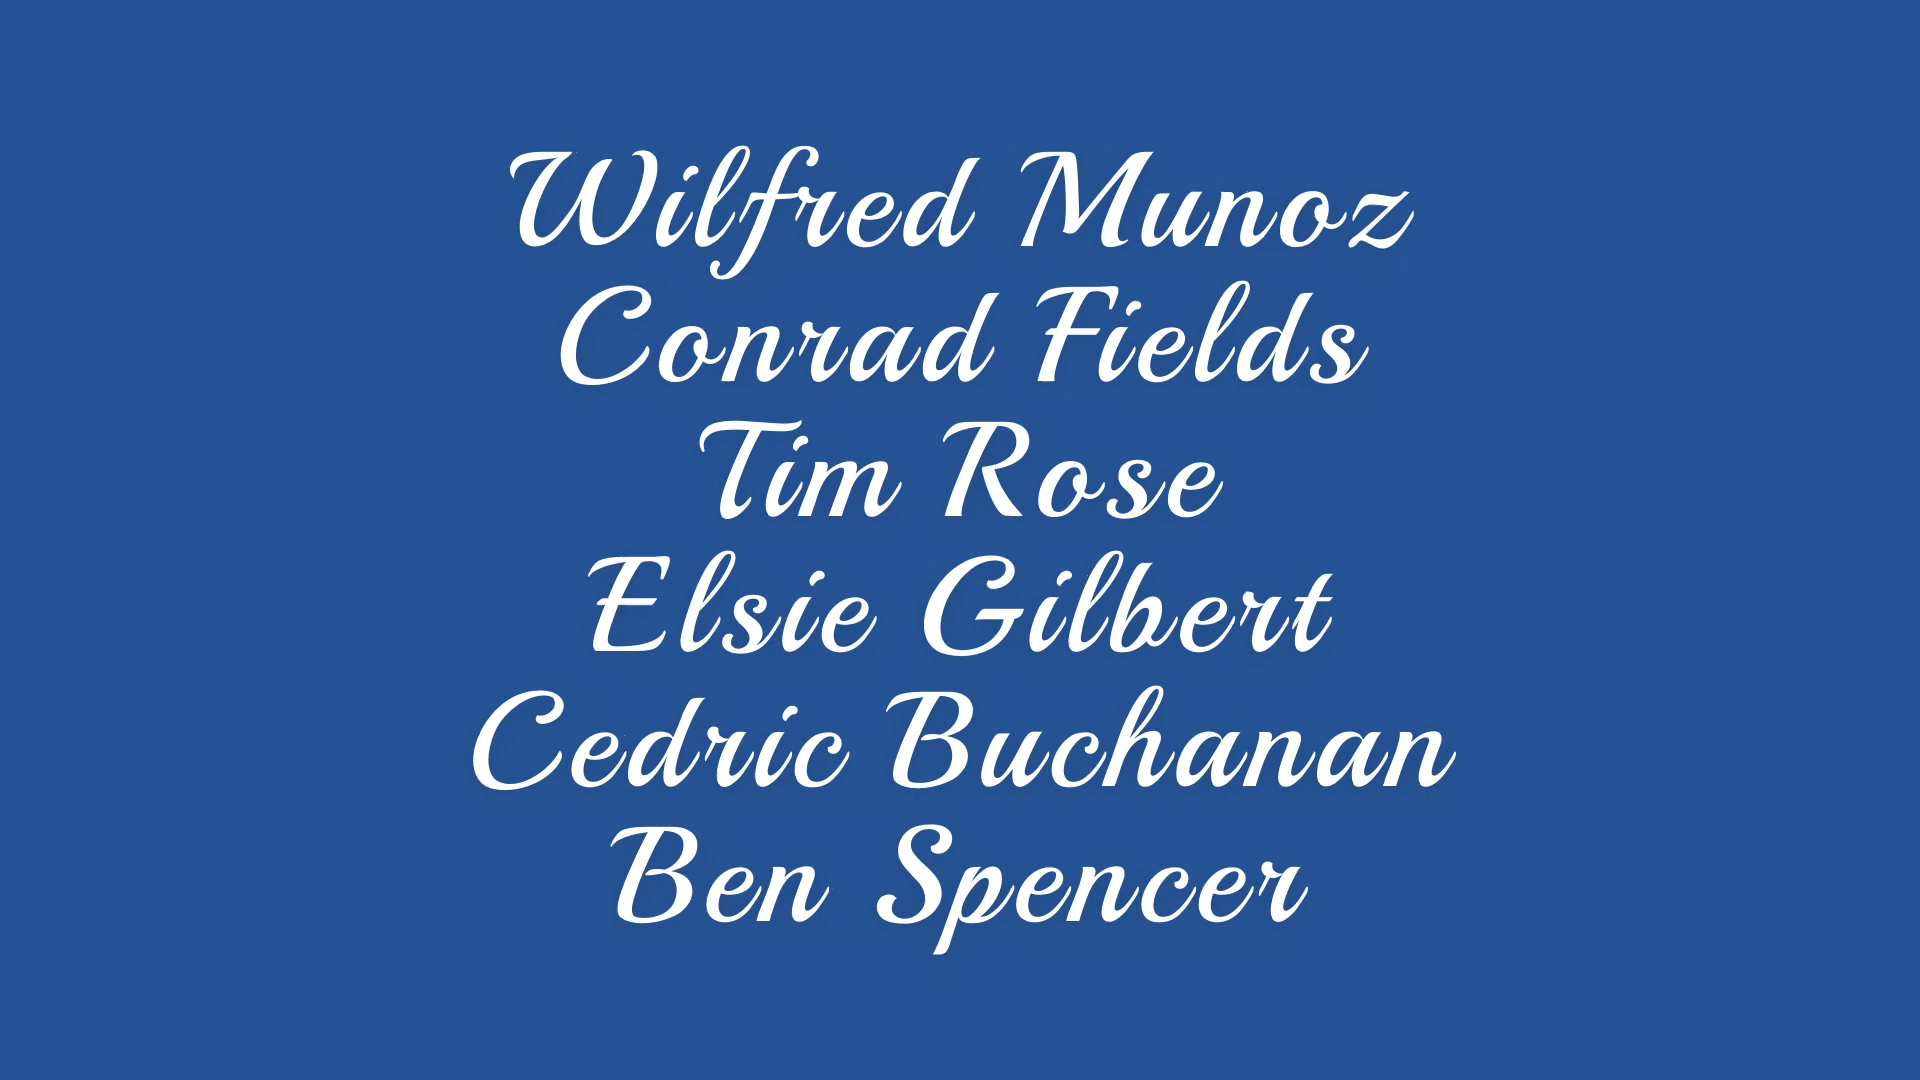 Wilfred Munoz
Conrad Fields
Tim Rose
Elsie Gilbert
Cedric Buchanan
Ben Spencer